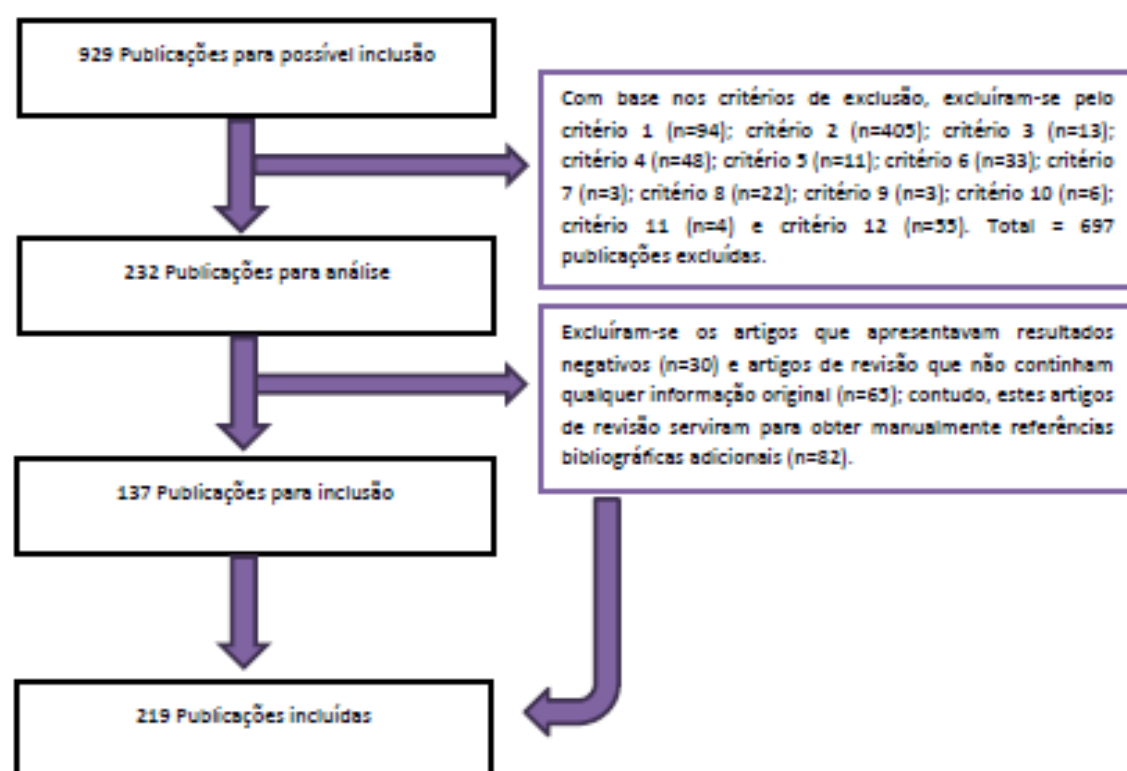 929 Publicações para possível inclusão
Com base nos critérios de exclusão, excluíram-se pelo
critério 1 (n=94); critério 2 (n=405); critério 3 (n=13);
critério 4 (n=48); critério 5 (n=11); critério 6 (n=33); critério
7 (n=3); critério 8 (n=22); critério 9 (n=3); critério 10 (n=6);
critério 11 (n=4) e critério 12 (n=55). Total = 697
publicações excluídas.
232 Publicações para análise
Excluíram-se os artigos que apresentavam resultados
negativos (n=30) e artigos de revisão que não continham
qualquer informação original (n=65); contudo, estes artigos
de revisão serviram para obter manualmente referências
bibliográficas adicionais (n=82).
137 Publicações para inclusão
219 Publicações incluídas